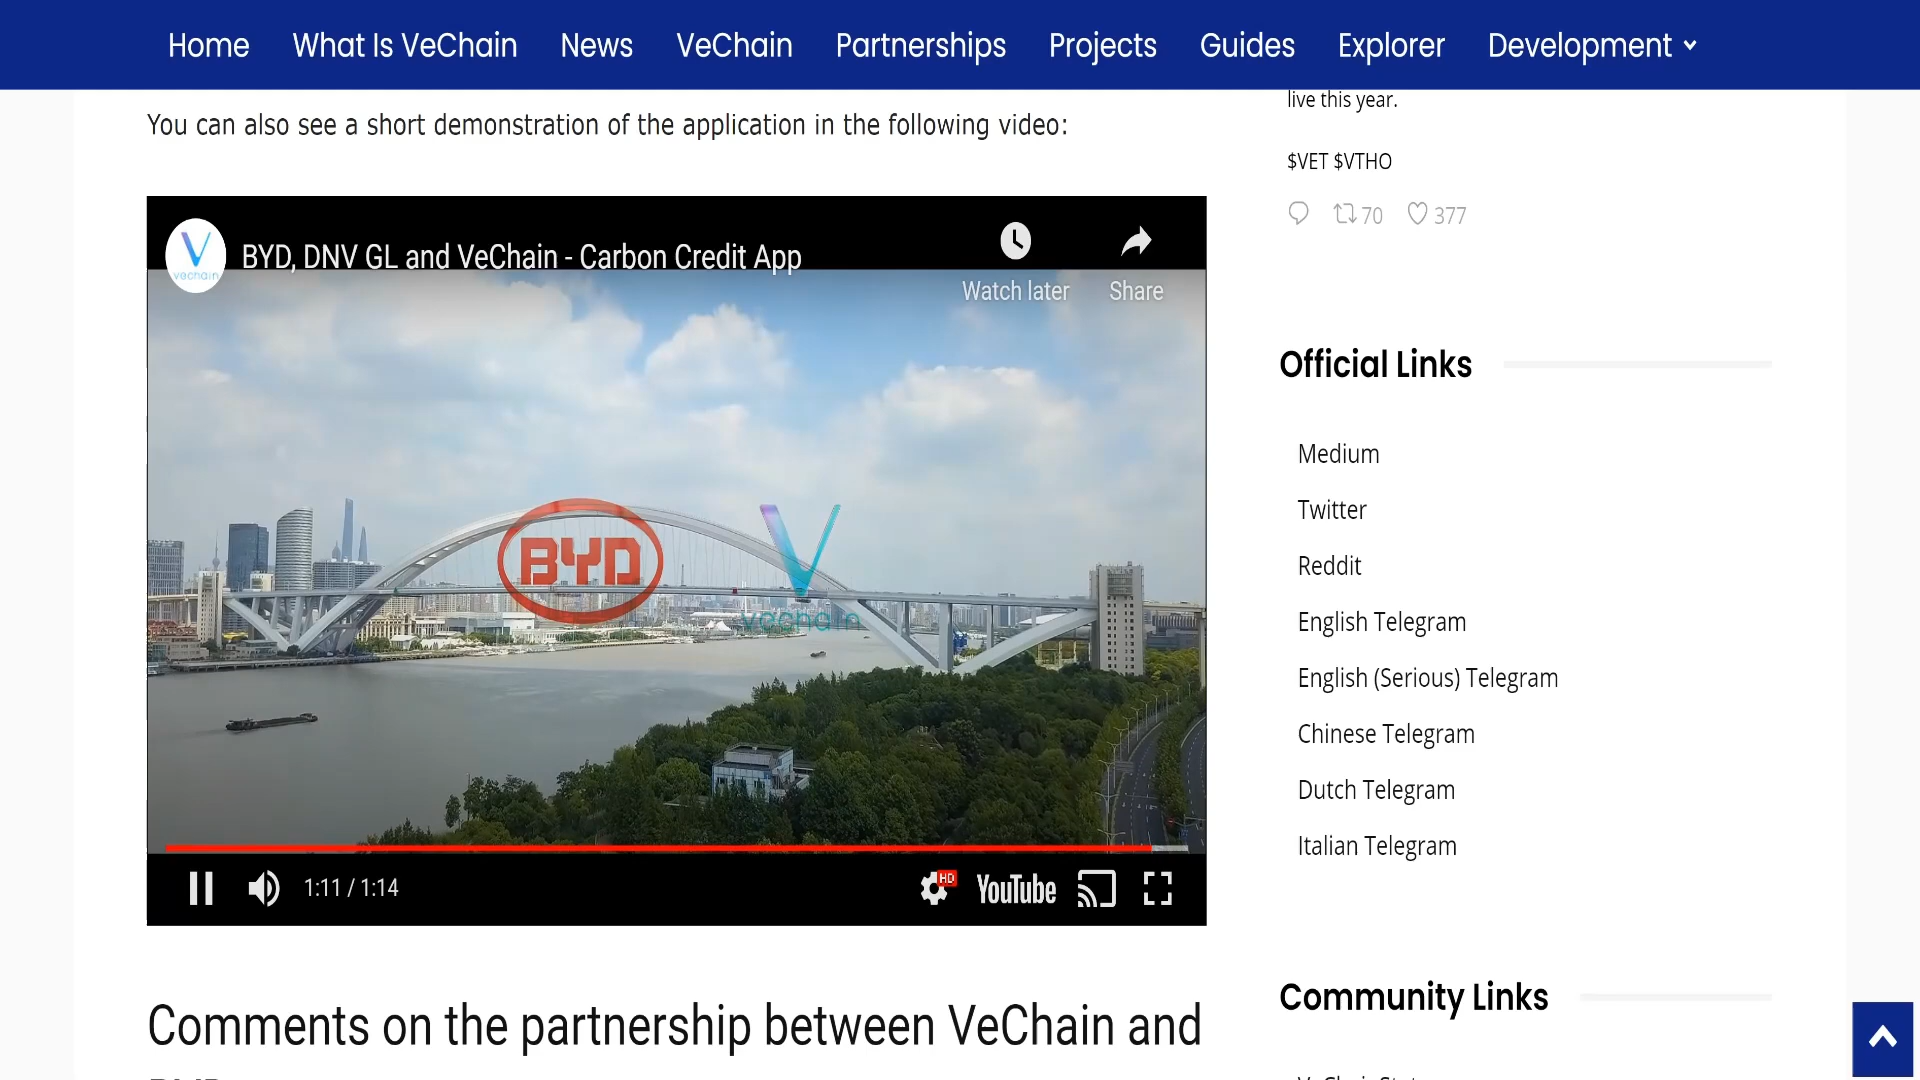 Home What Is VeChain News VeChain Partnerships Projects Guides Explorer Development
You can also see a short demonstration of the application in the following video:
vechain
BYD, DNV GL and VeChain - Carbon Credit App
Watch later Share
BYD
vechain
1:11 / 1:14
HD
YouTube
Comments on the partnership between VeChain and
live this year.
$VET $VTHO
70 377
Official Links
Medium
Twitter
Reddit
English Telegram
English (Serious) Telegram
Chinese Telegram
Dutch Telegram
Italian Telegram
Community Links